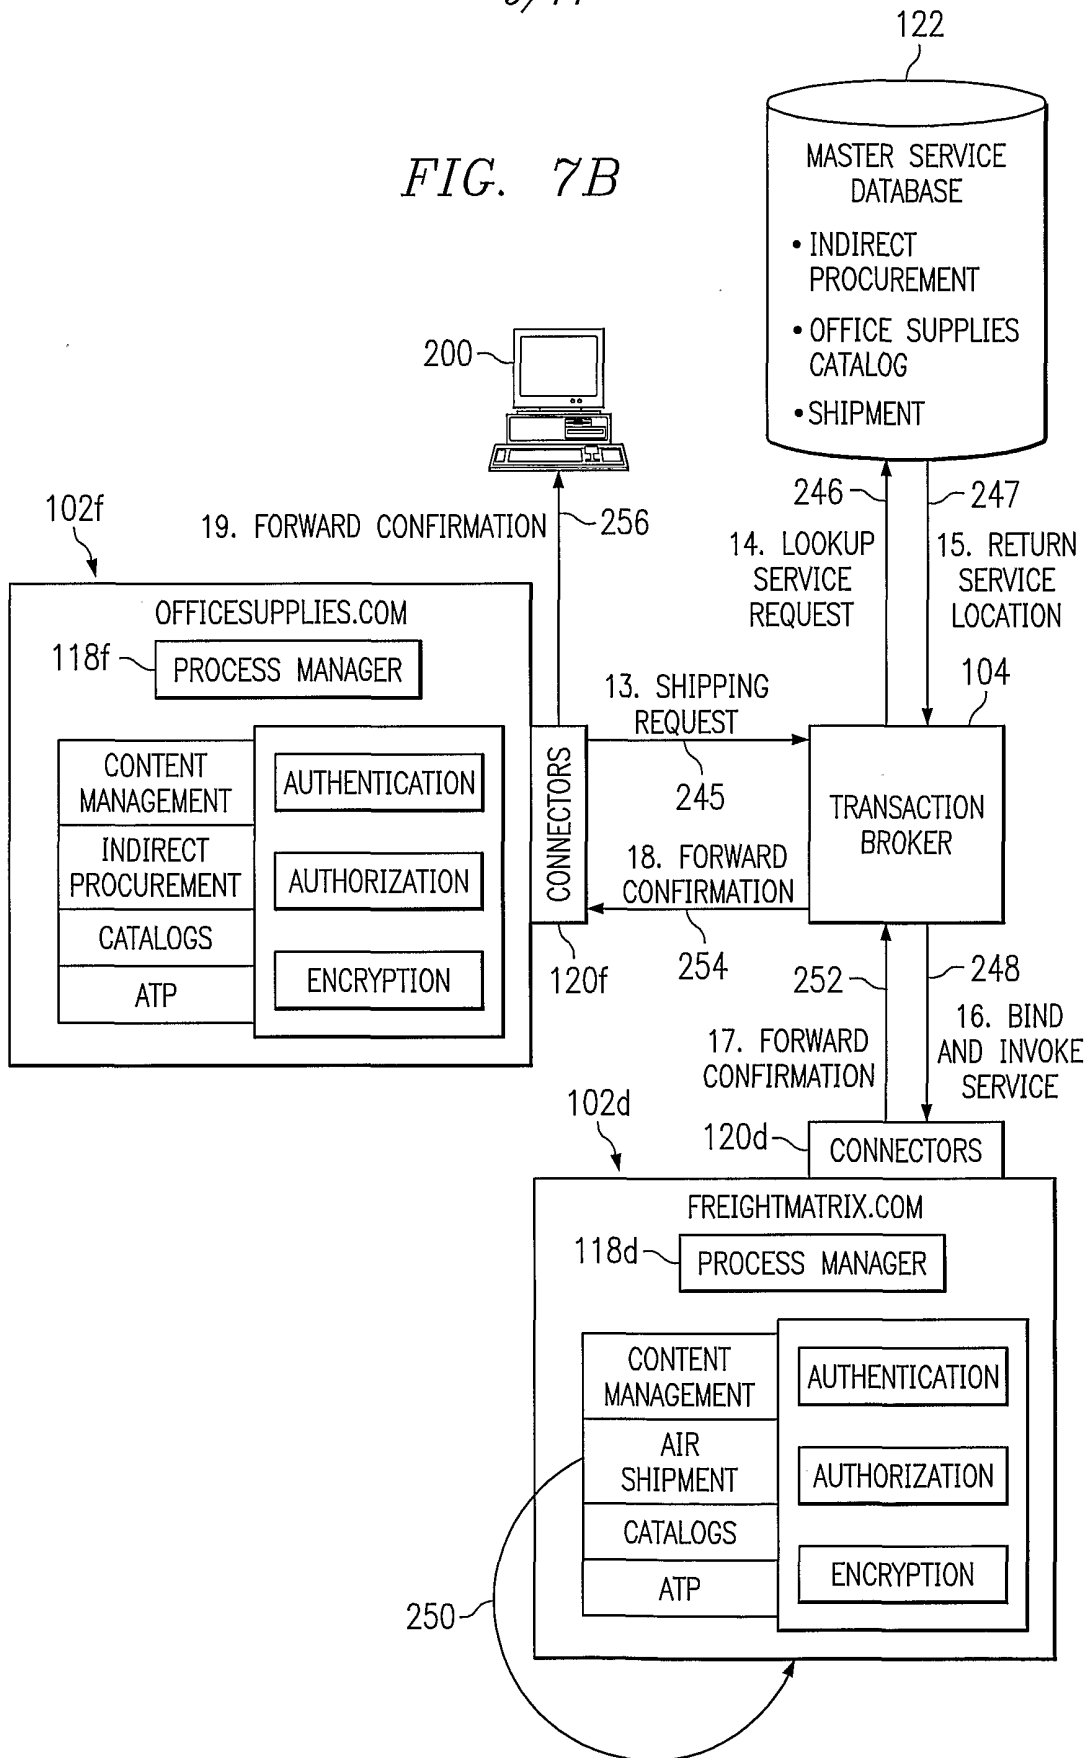 122
FIG. 7B
MASTER SERVICE
DATABASE
• INDIRECT
PROCUREMENT
• OFFICE SUPPLIES
CATALOG
• SHIPMENT
200
246
247
102f
19. FORWARD CONFIRMATION
256
14. LOOKUP
SERVICE
REQUEST
15. RETURN
SERVICE
LOCATION
OFFICESUPPLIES.COM
118f
PROCESS MANAGER
13. SHIPPING
REQUEST
104
CONTENT
MANAGEMENT
INDIRECT
PROCUREMENT
CATALOGS
ATP
AUTHENTICATION
AUTHORIZATION
ENCRYPTION
CONNECTORS
245
TRANSACTION
BROKER
18. FORWARD
CONFIRMATION
120f
254
252
248
17. FORWARD
CONFIRMATION
16. BIND
AND INVOKE
SERVICE
102d
120d
CONNECTORS
FREIGHTMATRIX.COM
118d
PROCESS MANAGER
CONTENT
MANAGEMENT
AIR
SHIPMENT
CATALOGS
ATP
AUTHENTICATION
AUTHORIZATION
ENCRYPTION
250